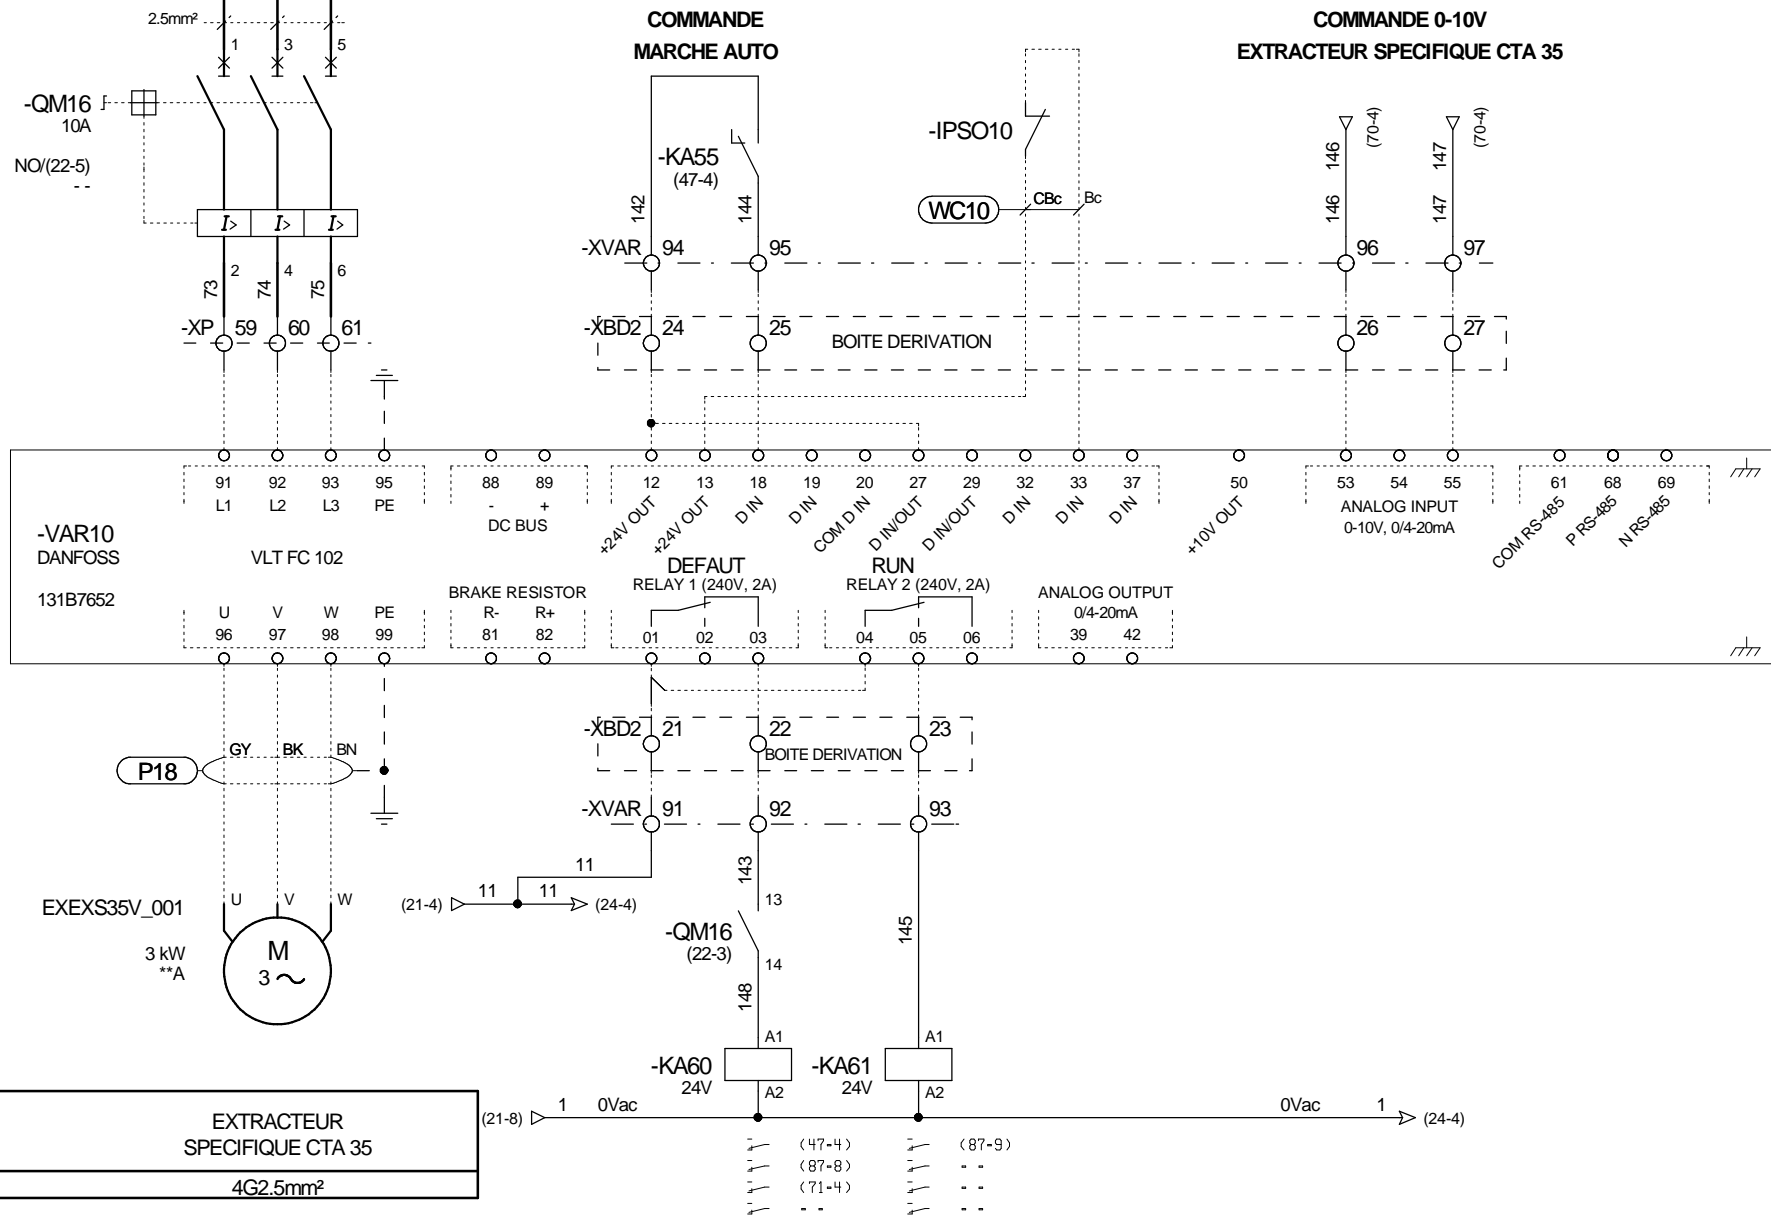 COMMANDE
MARCHE AUTO
COMMANDE 0-10V
EXTRACTEUR SPECIFIQUE CTA 35
2.5mm²
1 3 5
-QM16
10A
NO/(22-5)
- -
I> I> I>
2 4 6
73 74 75
-XP 59 60 61
-KA55
(47-4)
142 144
-IPSO10
WC10 CBc Bc
146 (70-4) 147 (70-4)
146 147
-XVAR 94 95 96 97
-XBD2 24 25 26 27
BOITE DERIVATION
91 92 93 95 88 89 12 13 18 19 20 27 29 32 33 37 50 53 54 55 61 68 69
L1 L2 L3 PE - +
DC BUS
+24V OUT +24V OUT D IN D IN COM D IN D IN/OUT D IN/OUT D IN D IN D IN +10V OUT
ANALOG INPUT
0-10V, 0/4-20mA
COM RS-485 P RS-485 N RS-485
-VAR10
DANFOSS
131B7652
VLT FC 102
DEFAUT
RELAY 1 (240V, 2A)
RUN
RELAY 2 (240V, 2A)
BRAKE RESISTOR
R- R+
81 82
ANALOG OUTPUT
0/4-20mA
39 42
U V W PE
96 97 98 99
01 02 03 04 05 06
-XBD2 21 22 23
BOITE DERIVATION
P18 GY BK BN
-XVAR 91 92 93
11
(21-4) 11 11 (24-4)
143
13
-QM16
(22-3)
14
145
148
EXEXS35V_001
3 kW
**A
U V W
M
3
A1 A1
-KA60
24V
-KA61
24V
A2 A2
(21-8) 1 0Vac 0Vac 1 (24-4)
EXTRACTEUR
SPECIFIQUE CTA 35
4G2.5mm²
(47-4) (87-9)
(87-8) - -
(71-4) - -
- - - -